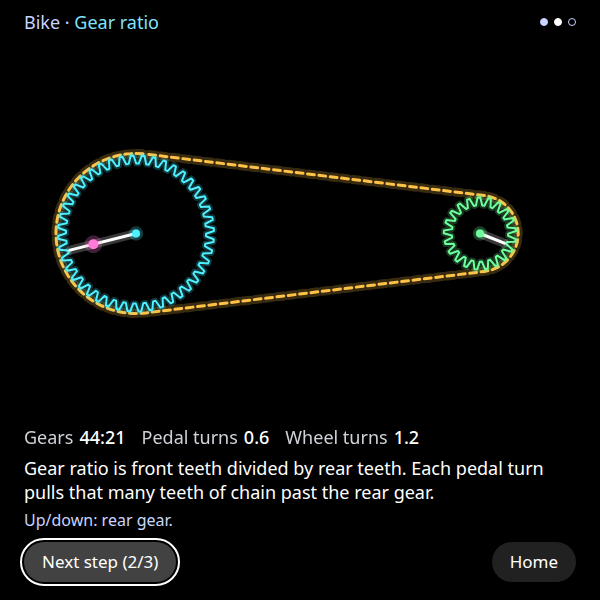 Bike · Gear ratio
Gears 44:21 Pedal turns 0.6 Wheel turns 1.2
Gear ratio is front teeth divided by rear teeth. Each pedal turn
pulls that many teeth of chain past the rear gear.
Up/down: rear gear.
Next step (2/3)
Home